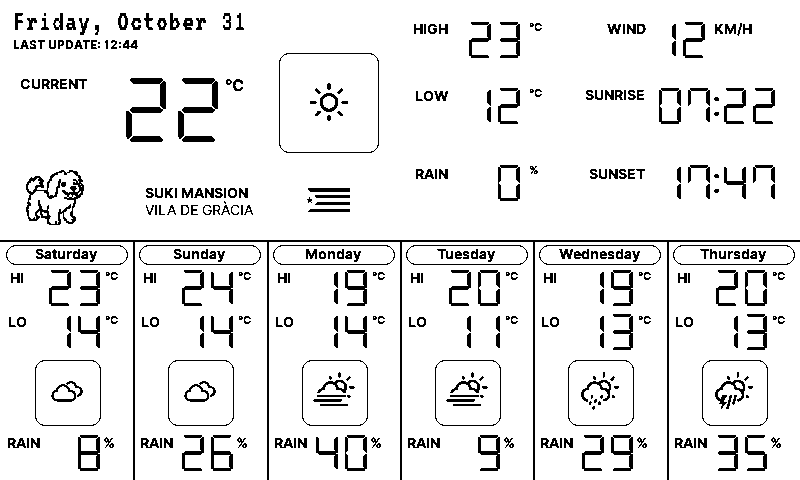 Friday, October 31
LAST UPDATE: 12:44
CURRENT 22 °C
HIGH 23 °C
LOW 12 °C
RAIN 0 %
WIND 12 KM/H
SUNRISE 07:22
SUNSET 17:47
SUKI MANSION
VILA DE GRÀCIA
Saturday
HI 23 °C
LO 14 °C
RAIN 8 %
Sunday
HI 24 °C
LO 14 °C
RAIN 26 %
Monday
HI 19 °C
LO 14 °C
RAIN 40 %
Tuesday
HI 20 °C
LO 11 °C
RAIN 9 %
Wednesday
HI 19 °C
LO 13 °C
RAIN 29 %
Thursday
HI 20 °C
LO 13 °C
RAIN 35 %